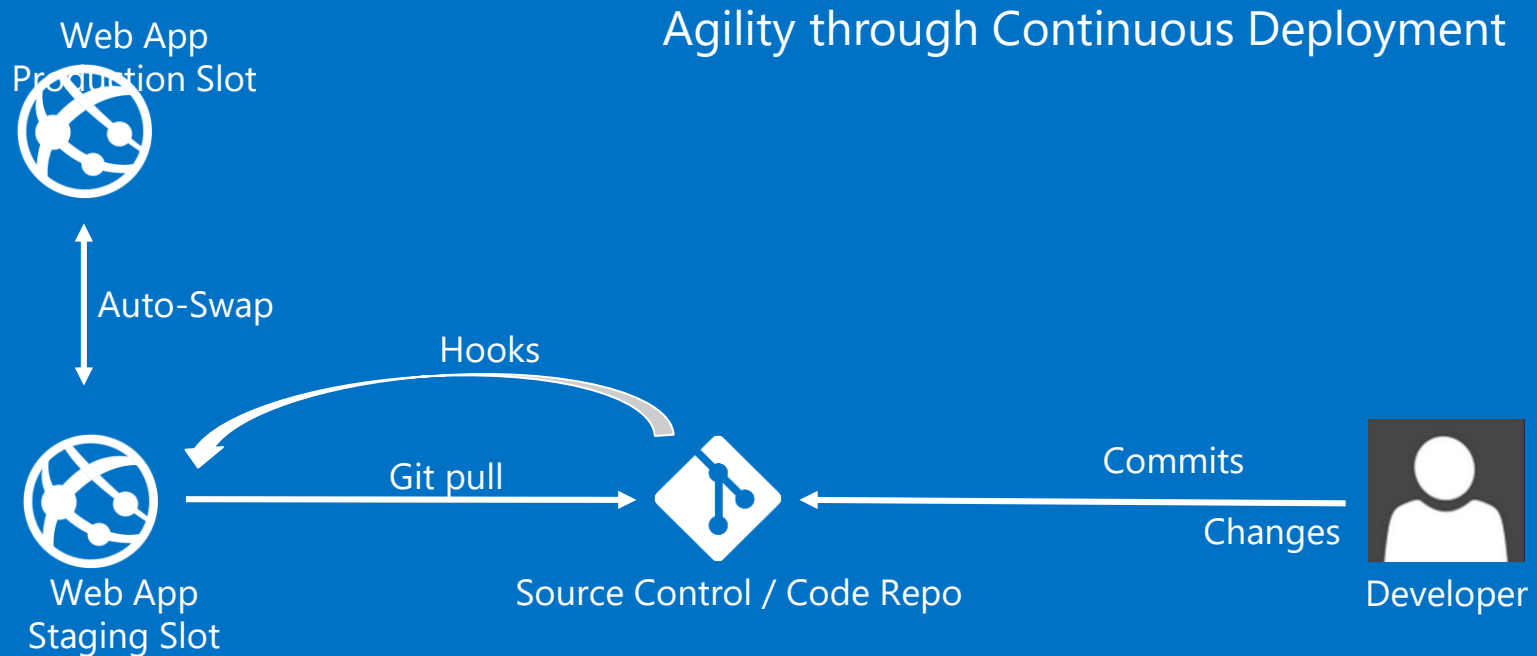 Agility through Continuous Deployment
Web App
Production Slot
Auto-Swap
Hooks
Git pull
Commits
Changes
Web App
Staging Slot
Source Control / Code Repo
Developer